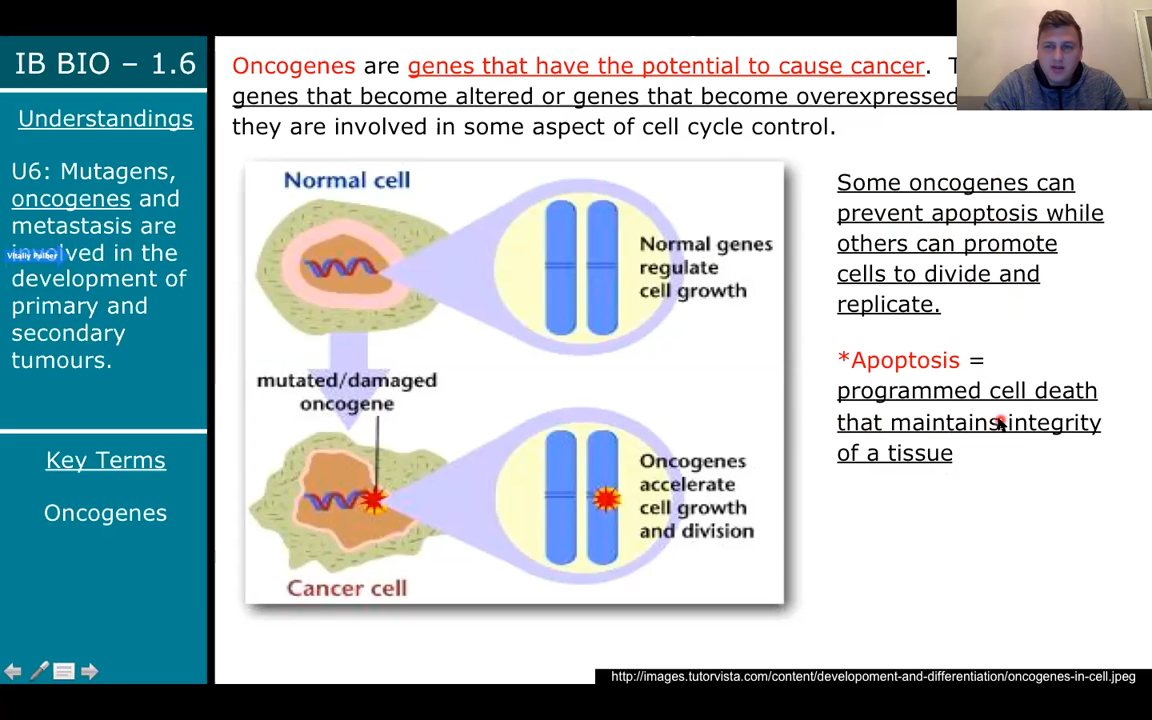 IB BIO – 1.6
Understandings
U6: Mutagens,
oncogenes and
metastasis are
involved in the
development of
primary and
secondary
tumours.
Vitaliy Pulber
Key Terms
Oncogenes
Oncogenes are genes that have the potential to cause cancer.
genes that become altered or genes that become overexpressed
they are involved in some aspect of cell cycle control.
Normal cell
Normal genes
regulate
cell growth
mutated/damaged
oncogene
Oncogenes
accelerate
cell growth
and division
Cancer cell
Some oncogenes can
prevent apoptosis while
others can promote
cells to divide and
replicate.
*Apoptosis =
programmed cell death
that maintains integrity
of a tissue
http://images.tutorvista.com/content/developoment-and-differentiation/oncogenes-in-cell.jpeg